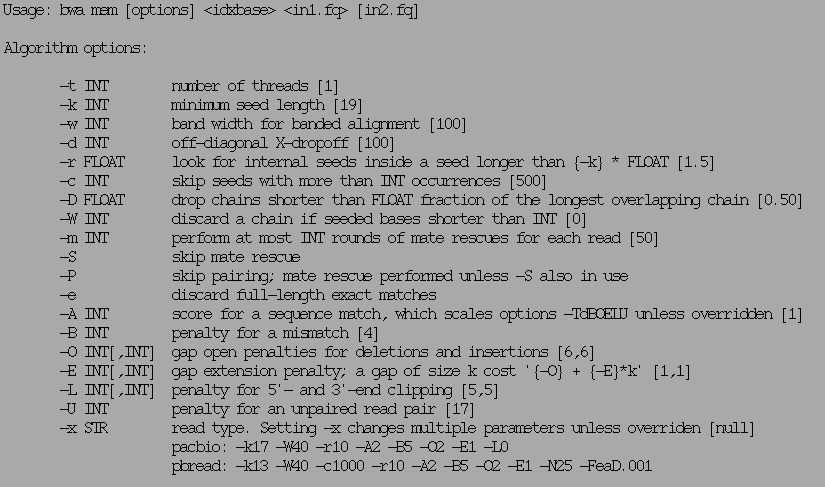 Usage: bwa mem [options] <idxbase> <in1.fq> [in2.fq]
Algorithm options:
-t INT number of threads [1]
-k INT minimum seed length [19]
-w INT band width for banded alignment [100]
-d INT off-diagonal X-dropoff [100]
-r FLOAT look for internal seeds inside a seed longer than {-k} * FLOAT [1.5]
-c INT skip seeds with more than INT occurrences [500]
-D FLOAT drop chains shorter than FLOAT fraction of the longest overlapping chain [0.50]
-W INT discard a chain if seeded bases shorter than INT [0]
-m INT perform at most INT rounds of mate rescues for each read [50]
-S skip mate rescue
-P skip pairing; mate rescue performed unless -S also in use
-e discard full-length exact matches
-A INT score for a sequence match, which scales options -TdBOELU unless overridden [1]
-B INT penalty for a mismatch [4]
-O INT[,INT] gap open penalties for deletions and insertions [6,6]
-E INT[,INT] gap extension penalty; a gap of size k cost '{-O} + {-E}*k' [1,1]
-L INT[,INT] penalty for 5'- and 3'-end clipping [5,5]
-U INT penalty for an unpaired read pair [17]
-x STR read type. Setting -x changes multiple parameters unless overriden [null]
pacbio: -k17 -W40 -r10 -A2 -B5 -O2 -E1 -L0
pbread: -k13 -W40 -c1000 -r10 -A2 -B5 -O2 -E1 -N25 -FeaD.001